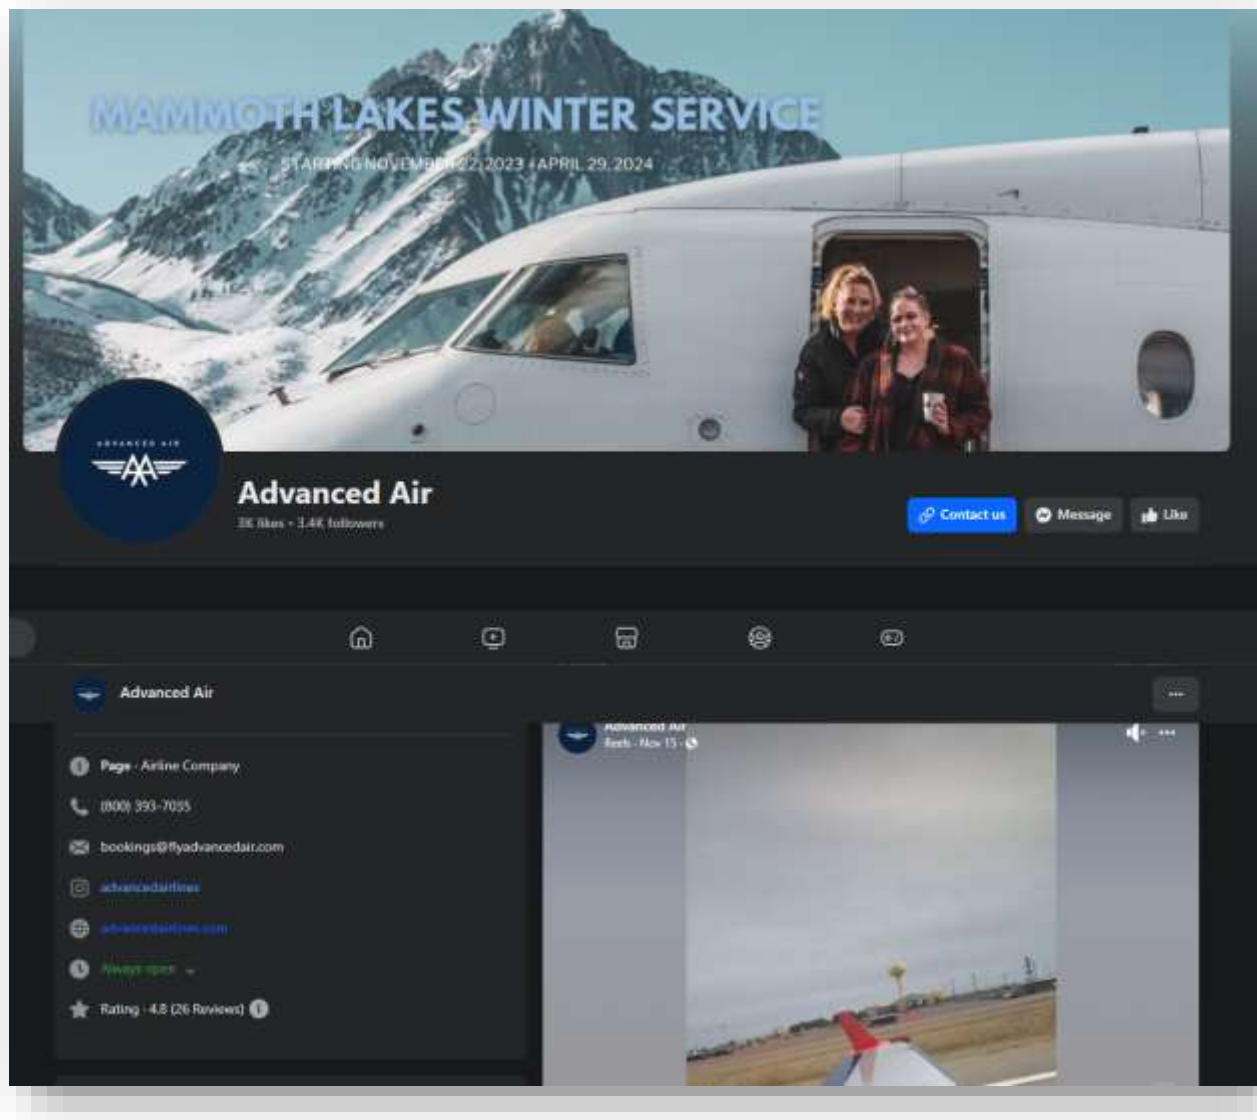 MAMMOTH LAKES WINTER SERVICE
STARTING NOVEMBER 22, 2023 - APRIL 29, 2024
ADVANCED AIR
Advanced Air
3K likes • 3.4K followers
Contact us
Message
Like
Advanced Air
Advanced Air
Reels · Nov 15 ·
Page · Airline Company
(800) 393-7035
bookings@flyadvancedair.com
advancedairlines
advancedairlines.com
Always open
Rating · 4.8 (26 Reviews)